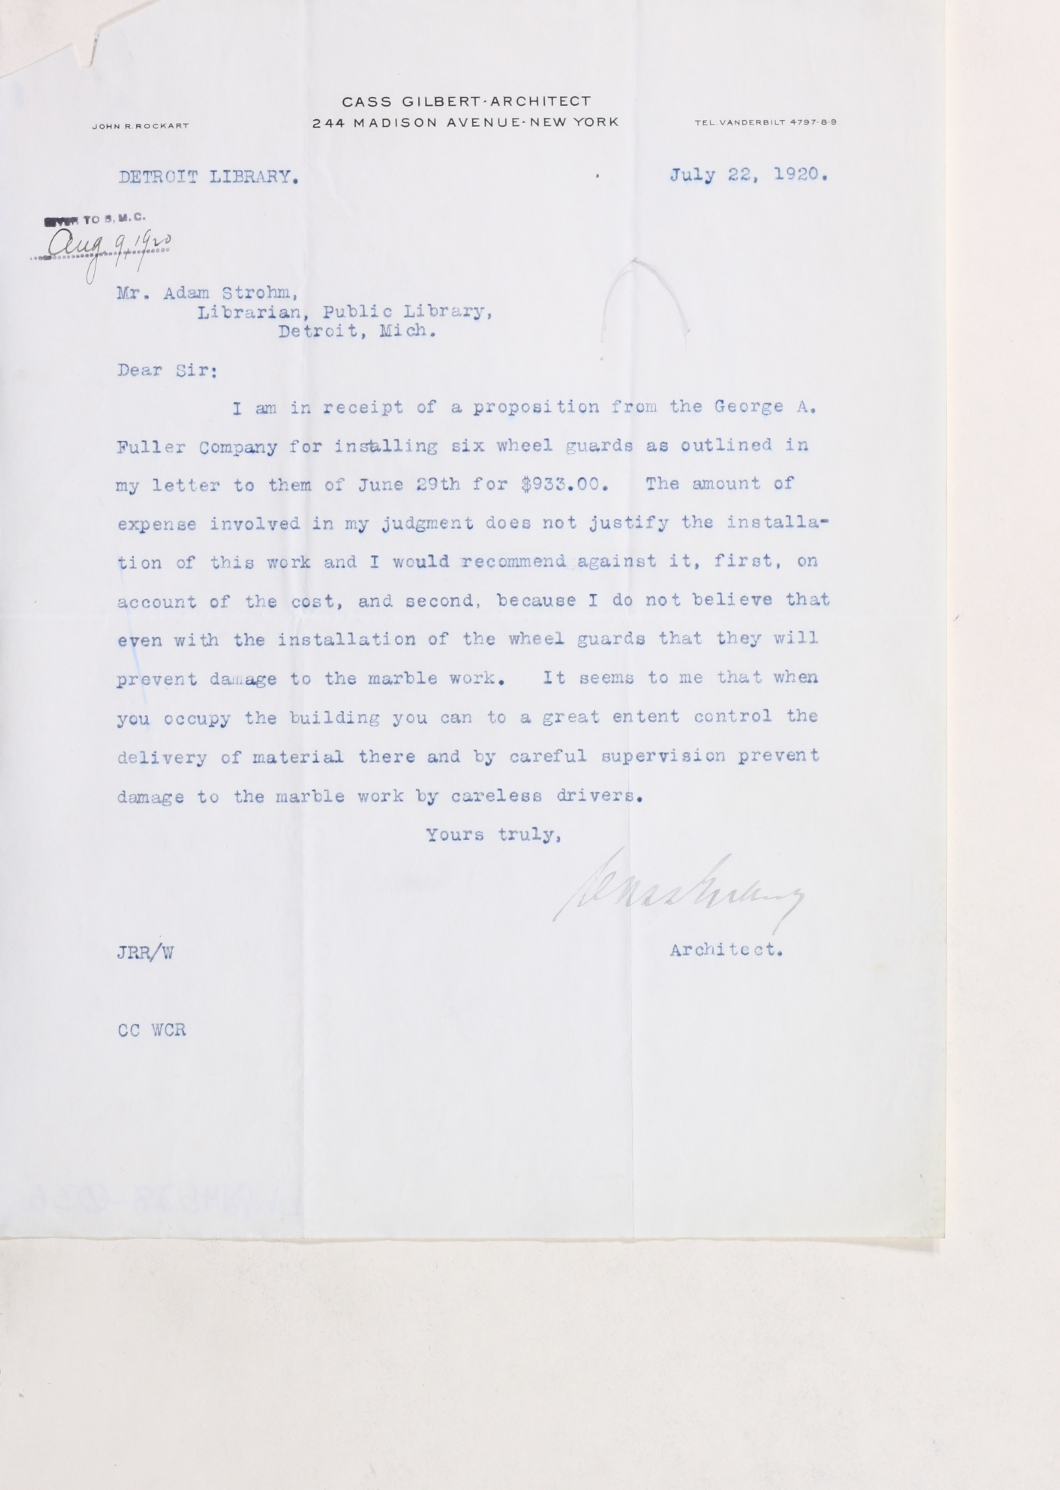 CASS GILBERT·ARCHITECT
JOHN R. ROCKART
244 MADISON AVENUE·NEW YORK
TEL. VANDERBILT 4797-8-9
DETROIT LIBRARY.
July 22, 1920.
TO S. M. C.
Aug. 9, 1920
Mr. Adam Strohm,
Librarian, Public Library,
Detroit, Mich.
Dear Sir:
I am in receipt of a proposition from the George A.
Fuller Company for installing six wheel guards as outlined in
my letter to them of June 29th for $933.00. The amount of
expense involved in my judgment does not justify the installa-
tion of this work and I would recommend against it, first, on
account of the cost, and second, because I do not believe that
even with the installation of the wheel guards that they will
prevent damage to the marble work. It seems to me that when
you occupy the building you can to a great entent control the
delivery of material there and by careful supervision prevent
damage to the marble work by careless drivers.
Yours truly,
Cass Gilbert
JRR/W
Architect.
CC WCR